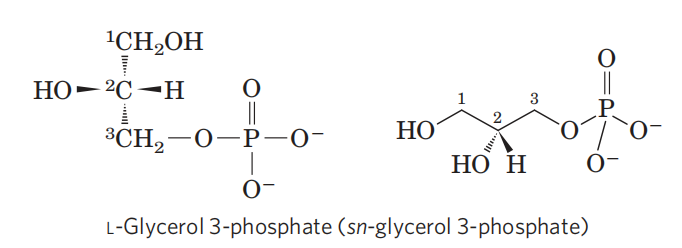 ¹CH₂OH
HO ²C H O
³CH₂—O—P—O⁻
O⁻
O
1 3
2 P
HO O O⁻
HO H O⁻
L-Glycerol 3-phosphate (sn-glycerol 3-phosphate)